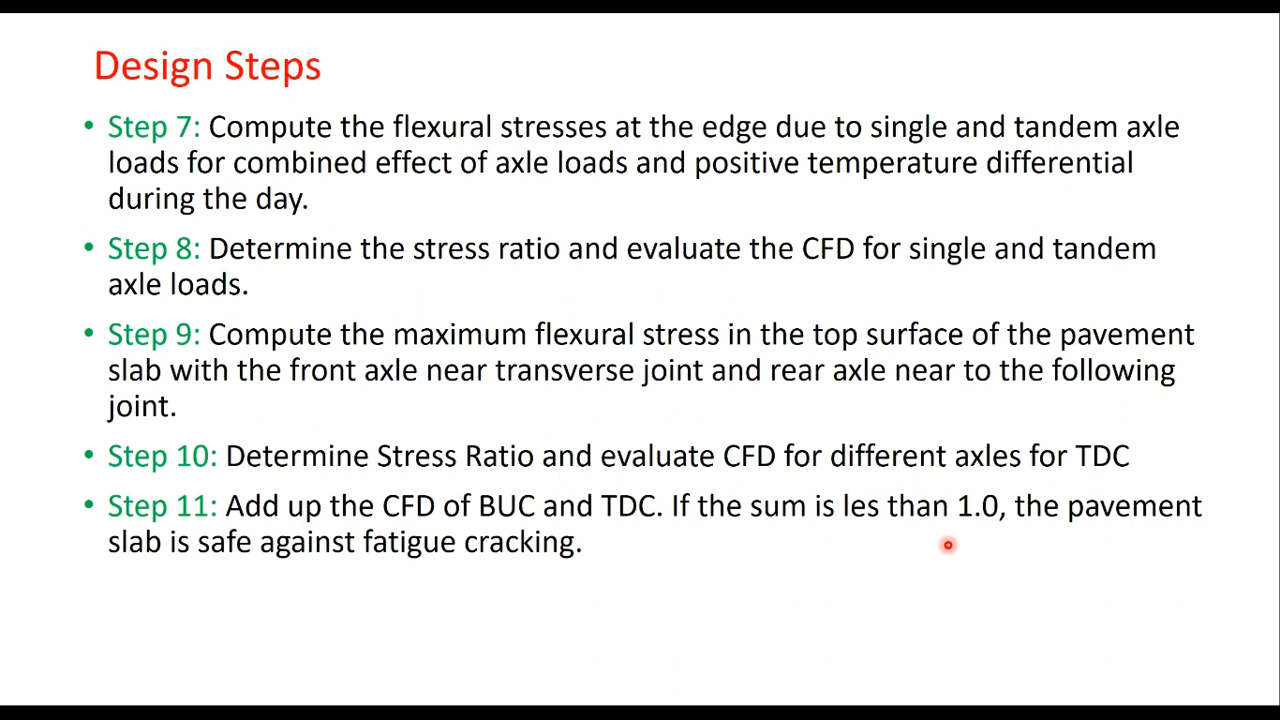 Design Steps
• Step 7: Compute the flexural stresses at the edge due to single and tandem axle
loads for combined effect of axle loads and positive temperature differential
during the day.
• Step 8: Determine the stress ratio and evaluate the CFD for single and tandem
axle loads.
• Step 9: Compute the maximum flexural stress in the top surface of the pavement
slab with the front axle near transverse joint and rear axle near to the following
joint.
• Step 10: Determine Stress Ratio and evaluate CFD for different axles for TDC
• Step 11: Add up the CFD of BUC and TDC. If the sum is les than 1.0, the pavement
slab is safe against fatigue cracking.